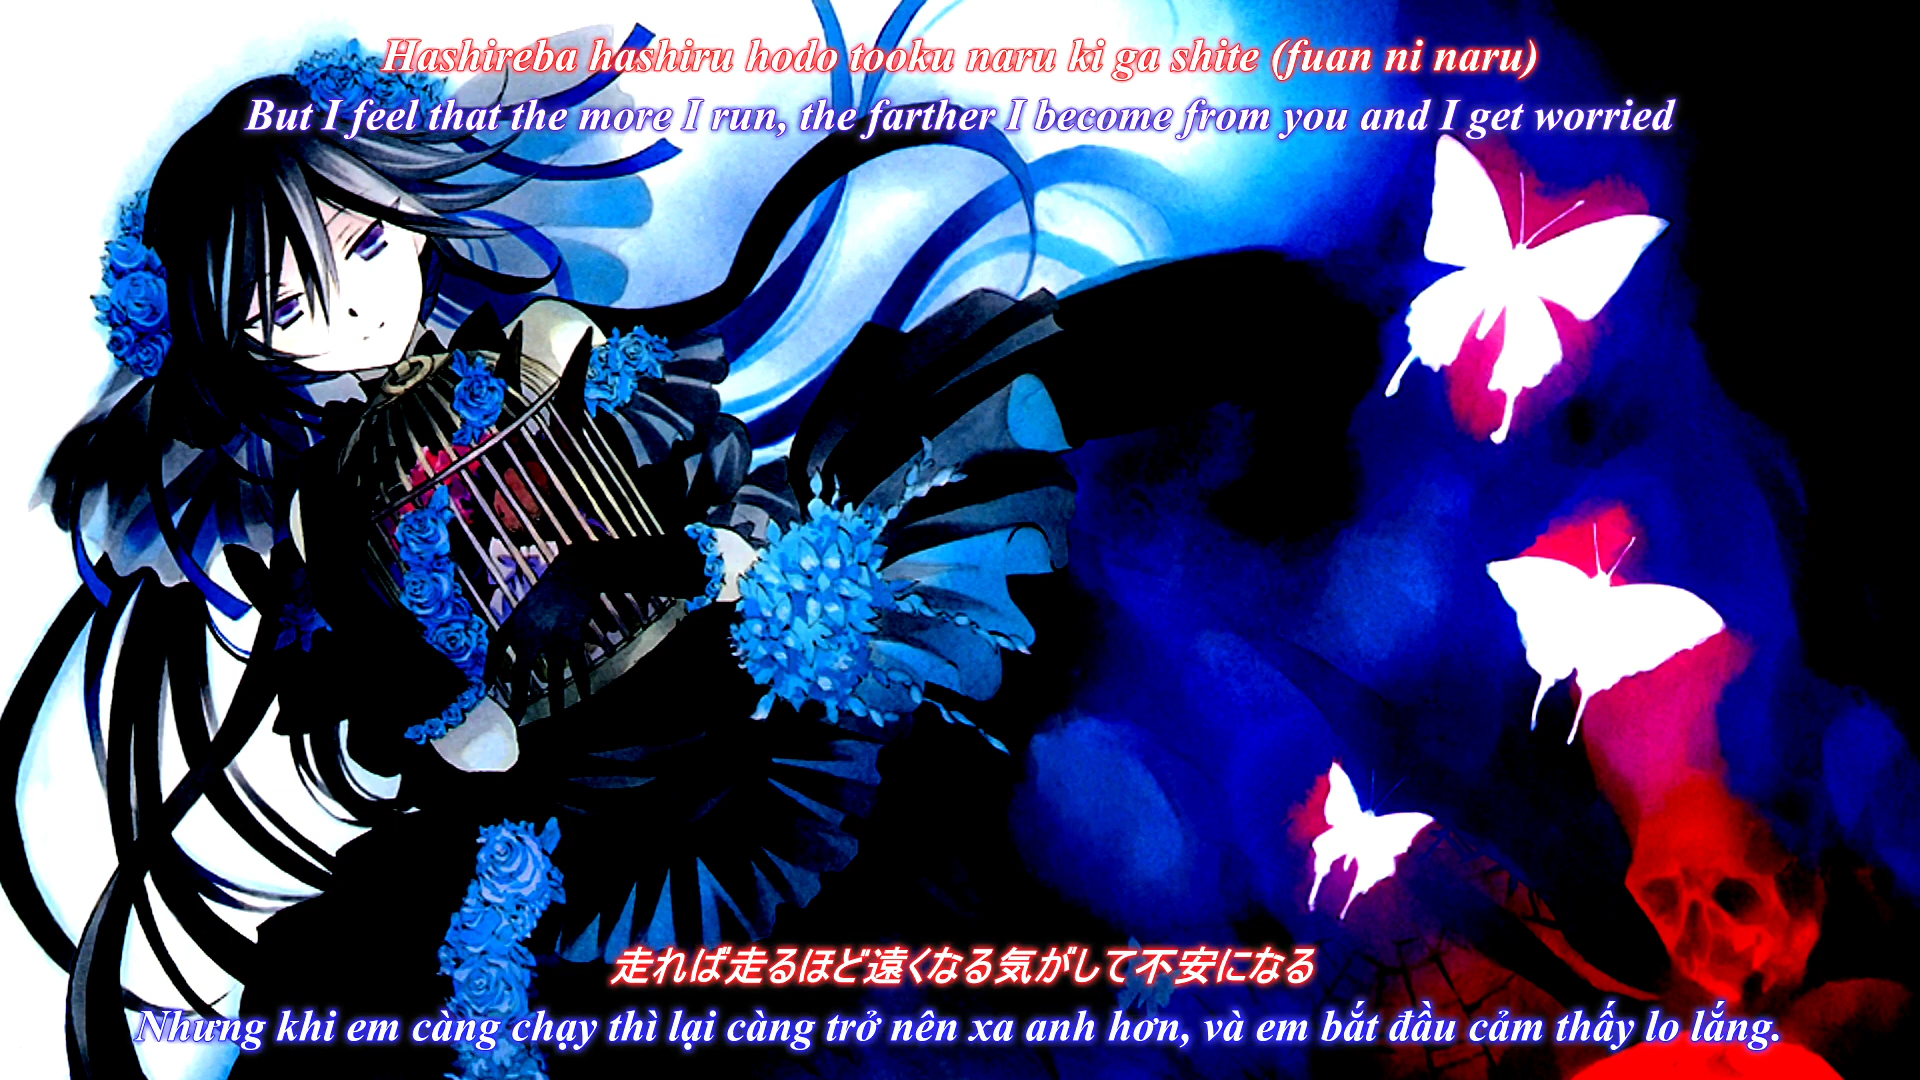 Hashireba hashiru hodo tooku naru ki ga shite (fuan ni naru)
But I feel that the more I run, the farther I become from you and I get worried
走れば走るほど遠くなる気がして不安になる
Nhưng khi em càng chạy thì lại càng trở nên xa anh hơn, và em bắt đầu cảm thấy lo lắng.